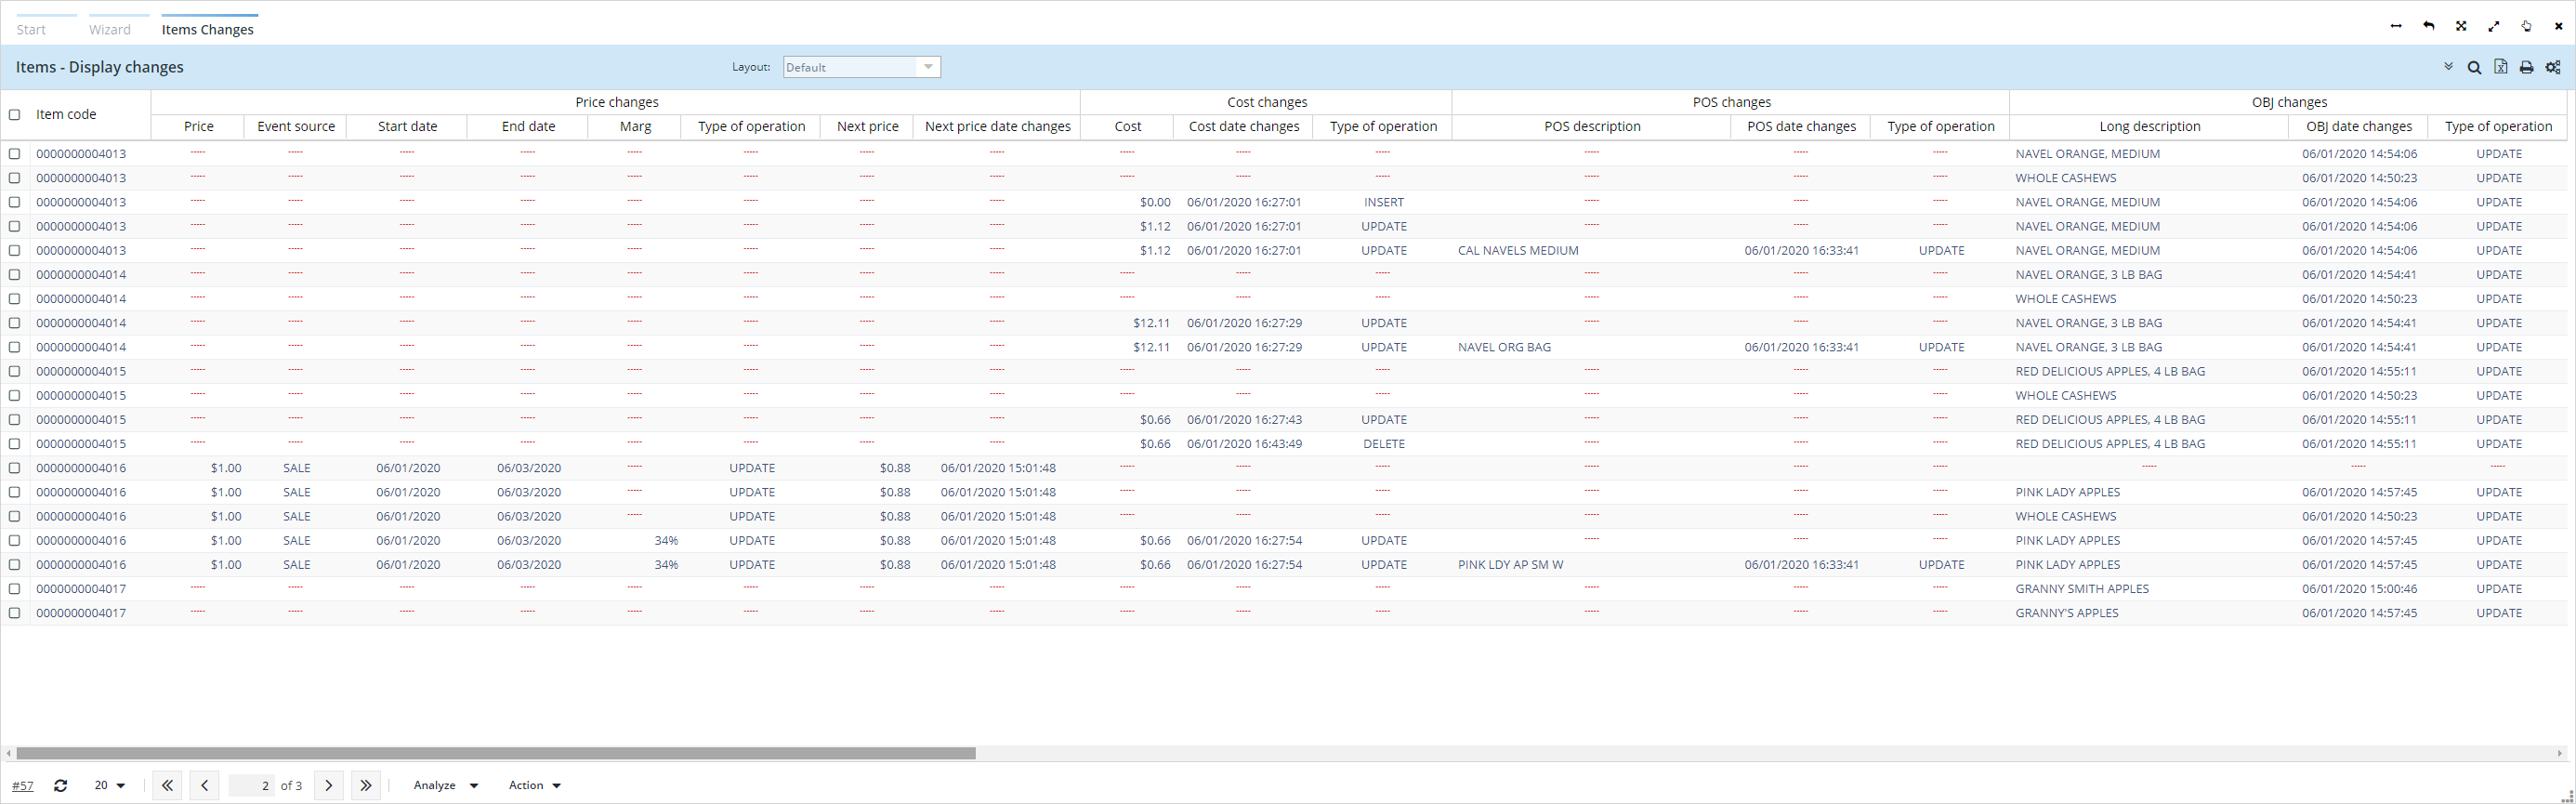 Start Wizard Items Changes
Items - Display changes Layout: Default
Price changes Cost changes POS changes OBJ changes
Item code Price Event source Start date End date Marg Type of operation Next price Next price date changes Cost Cost date changes Type of operation POS description POS date changes Type of operation Long description OBJ date changes Type of operation
0000000004013 ----- ----- ----- ----- ----- ----- ----- ----- ----- ----- ----- ----- ----- ----- NAVEL ORANGE, MEDIUM 06/01/2020 14:54:06 UPDATE
0000000004013 ----- ----- ----- ----- ----- ----- ----- ----- ----- ----- ----- ----- ----- ----- WHOLE CASHEWS 06/01/2020 14:50:23 UPDATE
0000000004013 ----- ----- ----- ----- ----- ----- ----- ----- $0.00 06/01/2020 16:27:01 INSERT ----- ----- ----- NAVEL ORANGE, MEDIUM 06/01/2020 14:54:06 UPDATE
0000000004013 ----- ----- ----- ----- ----- ----- ----- ----- $1.12 06/01/2020 16:27:01 UPDATE ----- ----- ----- NAVEL ORANGE, MEDIUM 06/01/2020 14:54:06 UPDATE
0000000004013 ----- ----- ----- ----- ----- ----- ----- ----- $1.12 06/01/2020 16:27:01 UPDATE CAL NAVELS MEDIUM 06/01/2020 16:33:41 UPDATE NAVEL ORANGE, MEDIUM 06/01/2020 14:54:06 UPDATE
0000000004014 ----- ----- ----- ----- ----- ----- ----- ----- ----- ----- ----- ----- ----- ----- NAVEL ORANGE, 3 LB BAG 06/01/2020 14:54:41 UPDATE
0000000004014 ----- ----- ----- ----- ----- ----- ----- ----- ----- ----- ----- ----- ----- ----- WHOLE CASHEWS 06/01/2020 14:50:23 UPDATE
0000000004014 ----- ----- ----- ----- ----- ----- ----- ----- $12.11 06/01/2020 16:27:29 UPDATE ----- ----- ----- NAVEL ORANGE, 3 LB BAG 06/01/2020 14:54:41 UPDATE
0000000004014 ----- ----- ----- ----- ----- ----- ----- ----- $12.11 06/01/2020 16:27:29 UPDATE NAVEL ORG BAG 06/01/2020 16:33:41 UPDATE NAVEL ORANGE, 3 LB BAG 06/01/2020 14:54:41 UPDATE
0000000004015 ----- ----- ----- ----- ----- ----- ----- ----- ----- ----- ----- ----- ----- ----- RED DELICIOUS APPLES, 4 LB BAG 06/01/2020 14:55:11 UPDATE
0000000004015 ----- ----- ----- ----- ----- ----- ----- ----- ----- ----- ----- ----- ----- ----- WHOLE CASHEWS 06/01/2020 14:50:23 UPDATE
0000000004015 ----- ----- ----- ----- ----- ----- ----- ----- $0.66 06/01/2020 16:27:43 UPDATE ----- ----- ----- RED DELICIOUS APPLES, 4 LB BAG 06/01/2020 14:55:11 UPDATE
0000000004015 ----- ----- ----- ----- ----- ----- ----- ----- $0.66 06/01/2020 16:43:49 DELETE ----- ----- ----- RED DELICIOUS APPLES, 4 LB BAG 06/01/2020 14:55:11 UPDATE
0000000004016 $1.00 SALE 06/01/2020 06/03/2020 ----- UPDATE $0.88 06/01/2020 15:01:48 ----- ----- ----- ----- ----- ----- ----- ----- -----
0000000004016 $1.00 SALE 06/01/2020 06/03/2020 ----- UPDATE $0.88 06/01/2020 15:01:48 ----- ----- ----- ----- ----- ----- PINK LADY APPLES 06/01/2020 14:57:45 UPDATE
0000000004016 $1.00 SALE 06/01/2020 06/03/2020 ----- UPDATE $0.88 06/01/2020 15:01:48 ----- ----- ----- ----- ----- ----- WHOLE CASHEWS 06/01/2020 14:50:23 UPDATE
0000000004016 $1.00 SALE 06/01/2020 06/03/2020 34% UPDATE $0.88 06/01/2020 15:01:48 $0.66 06/01/2020 16:27:54 UPDATE ----- ----- ----- PINK LADY APPLES 06/01/2020 14:57:45 UPDATE
0000000004016 $1.00 SALE 06/01/2020 06/03/2020 34% UPDATE $0.88 06/01/2020 15:01:48 $0.66 06/01/2020 16:27:54 UPDATE PINK LDY AP SM W 06/01/2020 16:33:41 UPDATE PINK LADY APPLES 06/01/2020 14:57:45 UPDATE
0000000004017 ----- ----- ----- ----- ----- ----- ----- ----- ----- ----- ----- ----- ----- ----- GRANNY SMITH APPLES 06/01/2020 15:00:46 UPDATE
0000000004017 ----- ----- ----- ----- ----- ----- ----- ----- ----- ----- ----- ----- ----- ----- GRANNY'S APPLES 06/01/2020 14:57:45 UPDATE
#57 20 2 of 3 Analyze Action